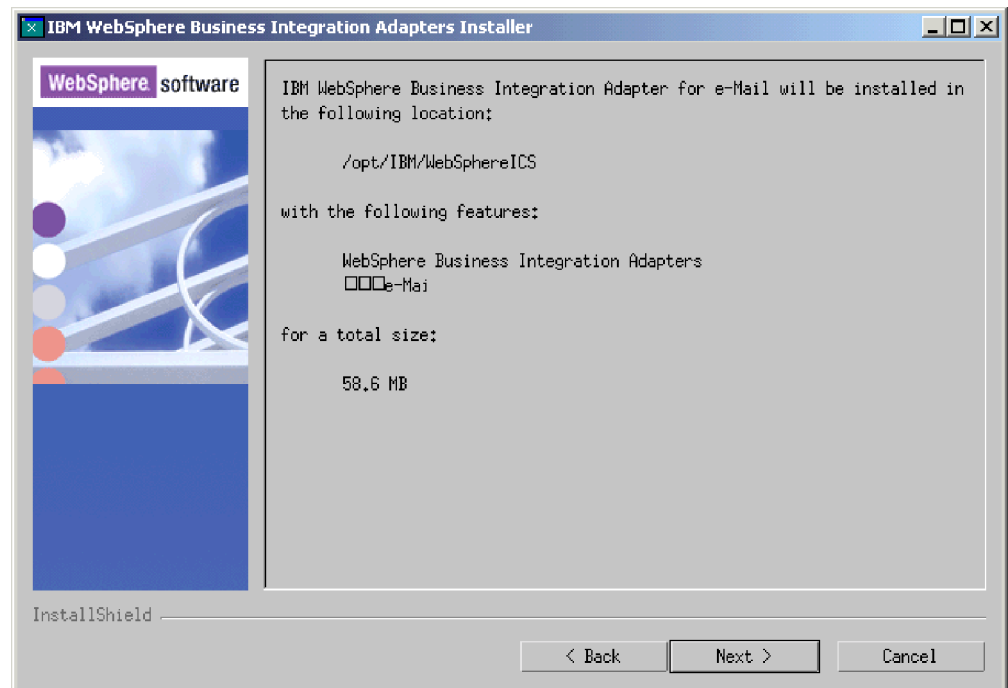 IBM WebSphere Business Integration Adapters Installer
WebSphere software
IBM WebSphere Business Integration Adapter for e-Mail will be installed in
the following location:
/opt/IBM/WebSphereICS
with the following features:
WebSphere Business Integration Adapters
□□□e-Mai
for a total size:
58.6 MB
InstallShield
< Back
Next >
Cancel